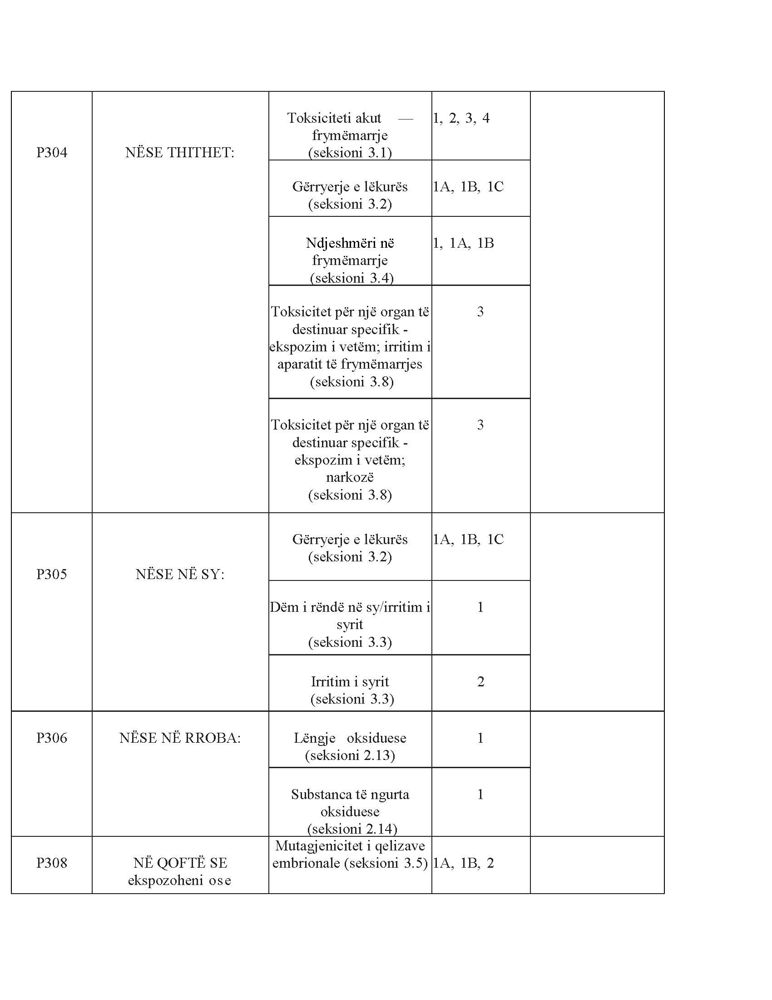 P304
NËSE THITHET:
Toksiciteti akut —
frymëmarrje
(seksioni 3.1)
1, 2, 3, 4
Gërryerje e lëkurës
(seksioni 3.2)
1A, 1B, 1C
Ndjeshmëri në
frymëmarrje
(seksioni 3.4)
1, 1A, 1B
Toksicitet për një organ të
destinuar specifik -
ekspozim i vetëm; irritim i
aparatit të frymëmarrjes
(seksioni 3.8)
3
Toksicitet për një organ të
destinuar specifik -
ekspozim i vetëm;
narkozë
(seksioni 3.8)
3
P305
NËSE NË SY:
Gërryerje e lëkurës
(seksioni 3.2)
1A, 1B, 1C
Dëm i rëndë në sy/irritim i
syrit
(seksioni 3.3)
1
Irritim i syrit
(seksioni 3.3)
2
P306
NËSE NË RROBA:
Lëngje oksiduese
(seksioni 2.13)
1
Substanca të ngurta
oksiduese
(seksioni 2.14)
1
P308
NË QOFTË SE
ekspozoheni ose
Mutagjenicitet i qelizave
embrionale (seksioni 3.5)
1A, 1B, 2